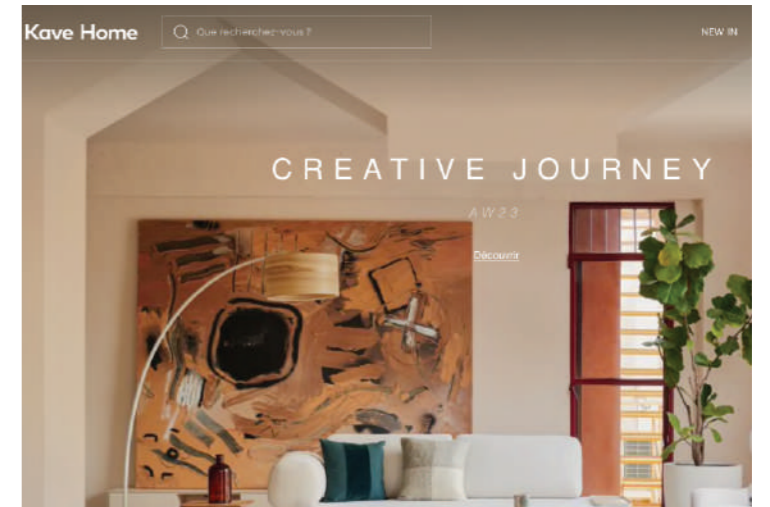 Kave Home
Que recherchez-vous ?
NEW IN
CREATIVE JOURNEY
AW23
Découvrir